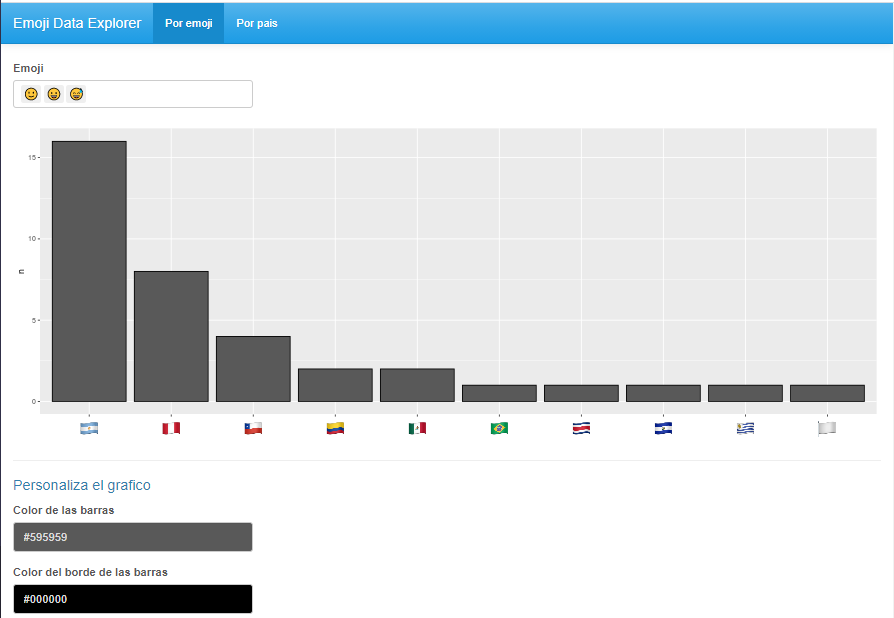 Emoji Data Explorer Por emoji Por pais
Emoji
15
10
n
5
0
Personaliza el grafico
Color de las barras
#595959
Color del borde de las barras
#000000